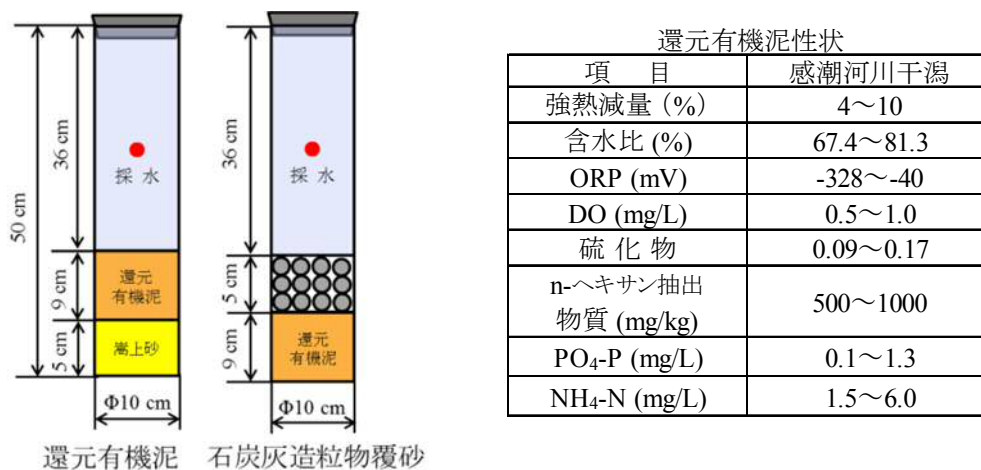 50 cm
36 cm
9 cm
5 cm
採 水
還元
有機泥
嵩上砂
Φ10 cm
還元有機泥
36 cm
5 cm
9 cm
採 水
還元
有機泥
Φ10 cm
石炭灰造粒物覆砂
還元有機泥性状
項　目 感潮河川干潟
強熱減量 (%) 4～10
含水比 (%) 67.4～81.3
ORP (mV) -328～-40
DO (mg/L) 0.5～1.0
硫 化 物 0.09～0.17
n-ヘキサン抽出
物質 (mg/kg) 500～1000
PO₄-P (mg/L) 0.1～1.3
NH₄-N (mg/L) 1.5～6.0